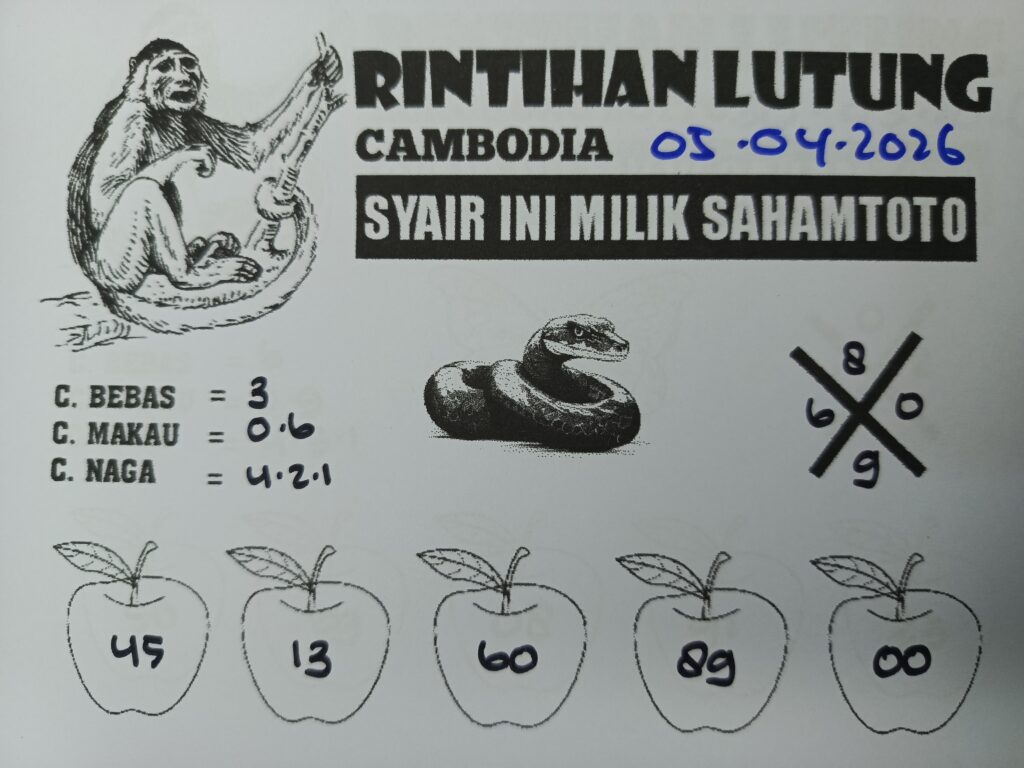 RINTIHAN LUTUNG
CAMBODIA 05.04.2026
SYAIR INI MILIK SAHAMTOTO
C. BEBAS = 3
C. MAKAU = 0.6
C. NAGA = 4.2.1
8
6 0
9
45 13 60 89 00